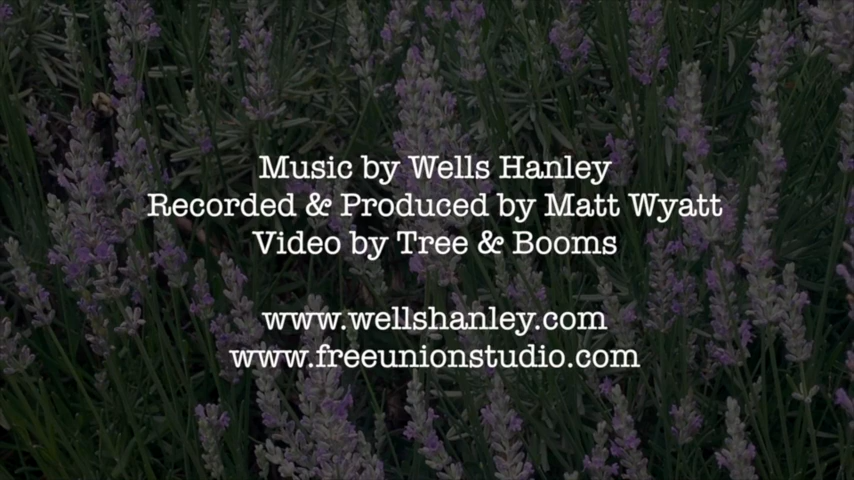 Music by Wells Hanley
Recorded & Produced by Matt Wyatt
Video by Tree & Booms
www.wellshanley.com
www.freeunionstudio.com